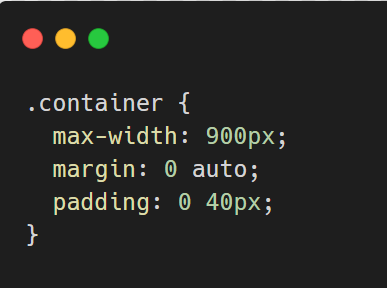 .container {
  max-width: 900px;
  margin: 0 auto;
  padding: 0 40px;
}